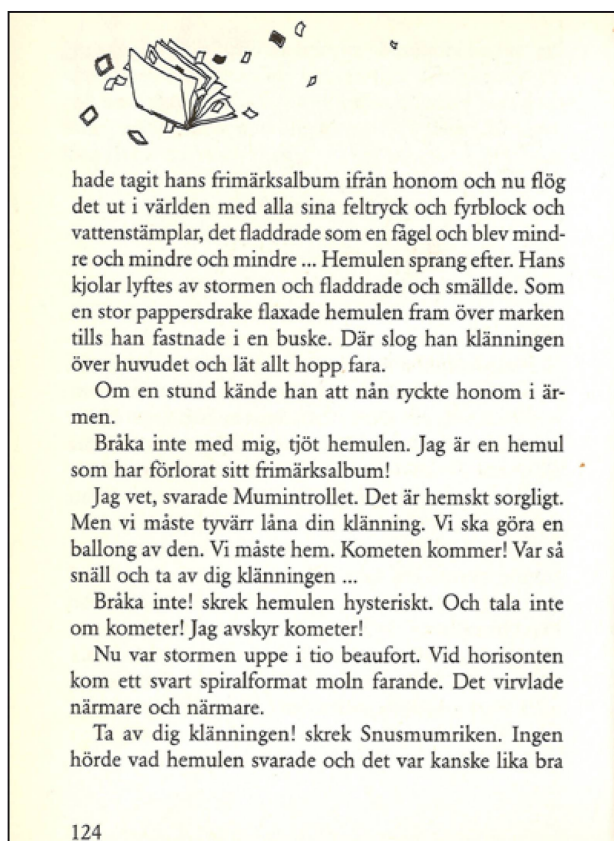 hade tagit hans frimärksalbum ifrån honom och nu flög
det ut i världen med alla sina feltryck och fyrblock och
vattenstämplar, det fladdrade som en fågel och blev mind-
re och mindre och mindre ... Hemulen sprang efter. Hans
kjolar lyftes av stormen och fladdrade och smällde. Som
en stor pappersdrake flaxade hemulen fram över marken
tills han fastnade i en buske. Där slog han klänningen
över huvudet och lät allt hopp fara.
Om en stund kände han att nån ryckte honom i är-
men.
Bråka inte med mig, tjöt hemulen. Jag är en hemul
som har förlorat sitt frimärksalbum!
Jag vet, svarade Mumintrollet. Det är hemskt sorgligt.
Men vi måste tyvärr låna din klänning. Vi ska göra en
ballong av den. Vi måste hem. Kometen kommer! Var så
snäll och ta av dig klänningen ...
Bråka inte! skrek hemulen hysteriskt. Och tala inte
om kometer! Jag avskyr kometer!
Nu var stormen uppe i tio beaufort. Vid horisonten
kom ett svart spiralformat moln farande. Det virvlade
närmare och närmare.
Ta av dig klänningen! skrek Snusmumriken. Ingen
hörde vad hemulen svarade och det var kanske lika bra
124